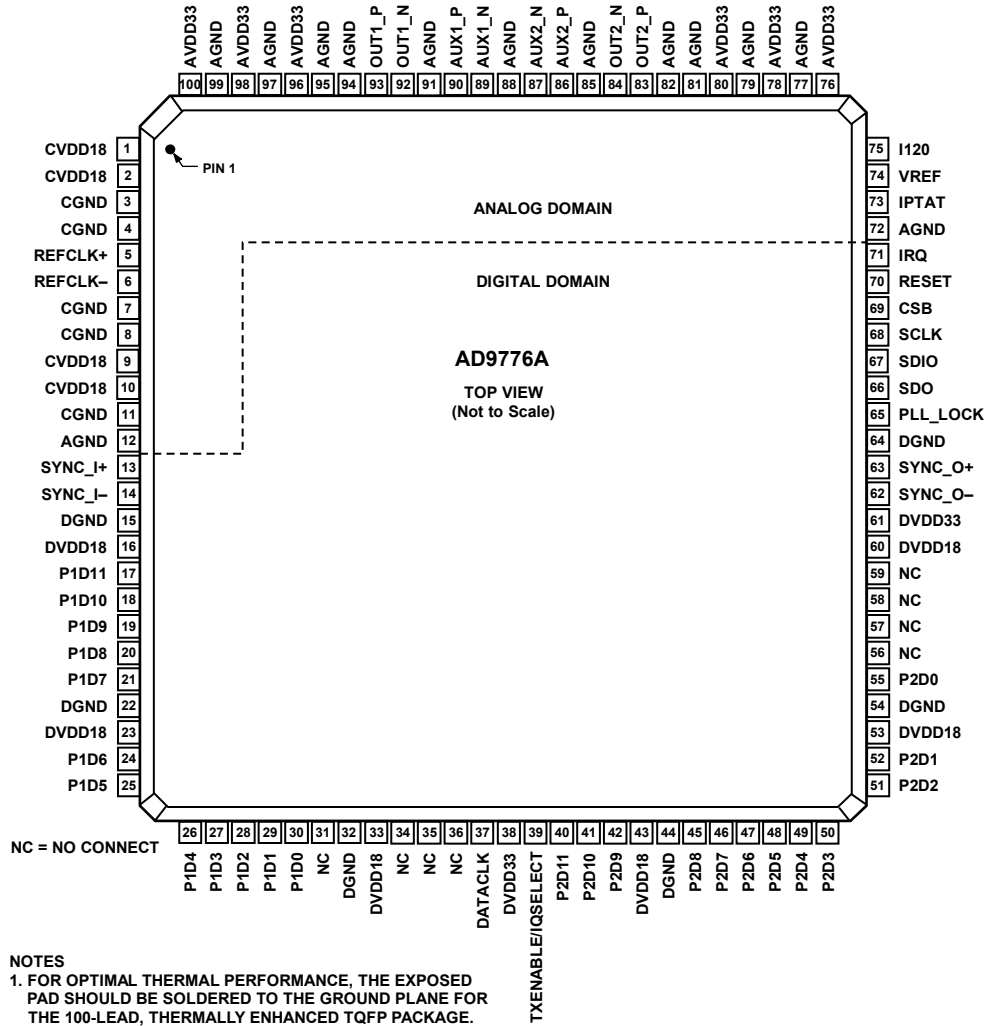 AVDD33
AGND
AVDD33
AGND
AVDD33
AGND
AGND
OUT1_P
OUT1_N
AGND
AUX1_P
AUX1_N
AGND
AUX2_N
AUX2_P
AGND
OUT2_N
OUT2_P
AGND
AGND
AVDD33
AGND
AVDD33
AGND
AVDD33
100 99 98 97 96 95 94 93 92 91 90 89 88 87 86 85 84 83 82 81 80 79 78 77 76
CVDD18 1
CVDD18 2
CGND 3
CGND 4
REFCLK+ 5
REFCLK– 6
CGND 7
CGND 8
CVDD18 9
CVDD18 10
CGND 11
AGND 12
SYNC_I+ 13
SYNC_I– 14
DGND 15
DVDD18 16
P1D11 17
P1D10 18
P1D9 19
P1D8 20
P1D7 21
DGND 22
DVDD18 23
P1D6 24
P1D5 25
PIN 1
ANALOG DOMAIN
DIGITAL DOMAIN
AD9776A
TOP VIEW
(Not to Scale)
75 I120
74 VREF
73 IPTAT
72 AGND
71 IRQ
70 RESET
69 CSB
68 SCLK
67 SDIO
66 SDO
65 PLL_LOCK
64 DGND
63 SYNC_O+
62 SYNC_O–
61 DVDD33
60 DVDD18
59 NC
58 NC
57 NC
56 NC
55 P2D0
54 DGND
53 DVDD18
52 P2D1
51 P2D2
26 27 28 29 30 31 32 33 34 35 36 37 38 39 40 41 42 43 44 45 46 47 48 49 50
P1D4
P1D3
P1D2
P1D1
P1D0
NC
DGND
DVDD18
NC
NC
NC
DATACLK
DVDD33
TXENABLE/IQSELECT
P2D11
P2D10
P2D9
DVDD18
DGND
P2D8
P2D7
P2D6
P2D5
P2D4
P2D3
NC = NO CONNECT
NOTES
1. FOR OPTIMAL THERMAL PERFORMANCE, THE EXPOSED
PAD SHOULD BE SOLDERED TO THE GROUND PLANE FOR
THE 100-LEAD, THERMALLY ENHANCED TQFP PACKAGE.